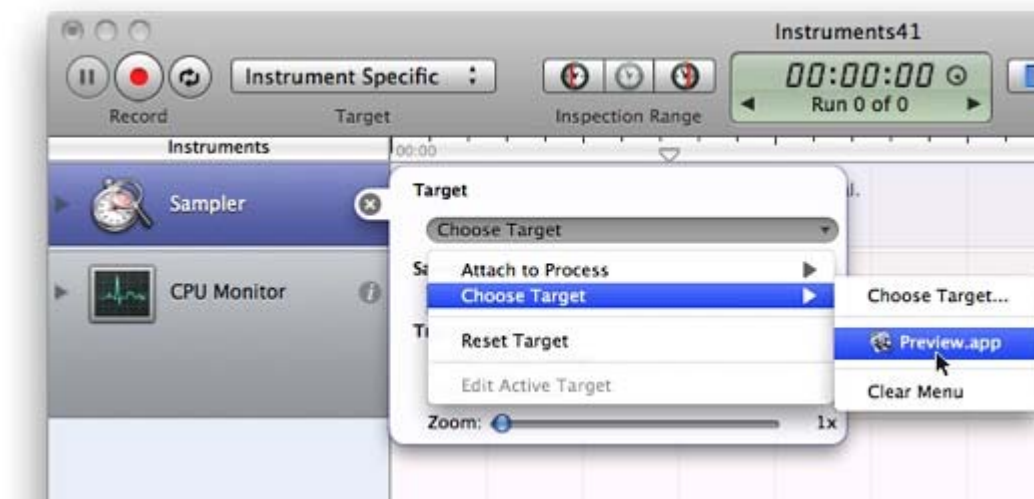 Instruments41
Instrument Specific
00:00:00
Run 0 of 0
Record
Target
Inspection Range
Instruments
00:00
Sampler
Target
Choose Target
Attach to Process
Choose Target
Reset Target
Edit Active Target
Choose Target...
Preview.app
Clear Menu
CPU Monitor
Zoom:
1x